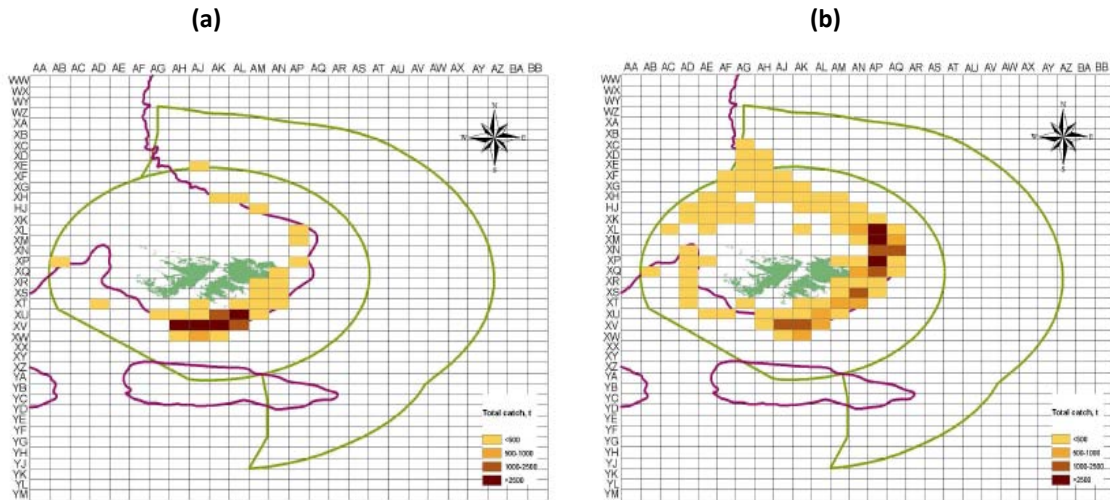 (a)
(b)
AA AB AC AD AE AF AG AH AJ AK AL AM AN AP AQ AR AS AT AU AV AW AX AY AZ BA BB
WW
WX
WY
WZ
XA
XB
XC
XD
XE
XF
XG
XH
HJ
XK
XL
XM
XN
XP
XQ
XR
XS
XT
XU
XV
XW
XX
XY
XZ
YA
YB
YC
YD
YE
YF
YG
YH
YJ
YK
YL
YM
N
E
S
W
Total catch, t
<500
500-1000
1000-2500
>2500
AA AB AC AD AE AF AG AH AJ AK AL AM AN AP AQ AR AS AT AU AV AW AX AY AZ BA BB
WW
WX
WY
WZ
XA
XB
XC
XD
XE
XF
XG
XH
HJ
XK
XL
XM
XN
XP
XQ
XR
XS
XT
XU
XV
XW
XX
XY
XZ
YA
YB
YC
YD
YE
YF
YG
YH
YJ
YK
YL
YM
N
E
S
W
Total catch, t
<500
500-1000
1000-2500
>2500